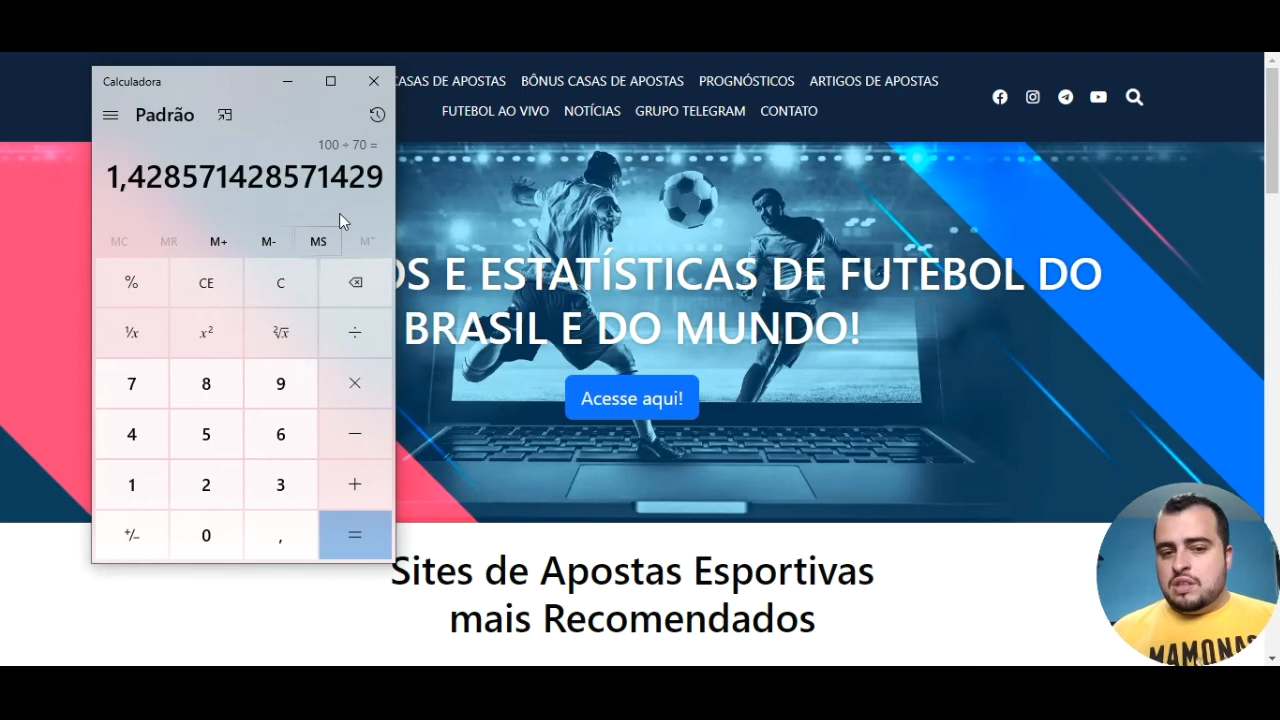 Calculadora
Padrão
100 ÷ 70 =
1,428571428571429
MC MR M+ M- MS
% CE C
¹/x x² ²√x ÷
7 8 9 ×
4 5 6 −
1 2 3 +
+/− 0 , =
CASAS DE APOSTAS BÔNUS CASAS DE APOSTAS PROGNÓSTICOS ARTIGOS DE APOSTAS
FUTEBOL AO VIVO NOTÍCIAS GRUPO TELEGRAM CONTATO
OS E ESTATÍSTICAS DE FUTEBOL DO
BRASIL E DO MUNDO!
Acesse aqui!
Sites de Apostas Esportivas
mais Recomendados
MAMONAS